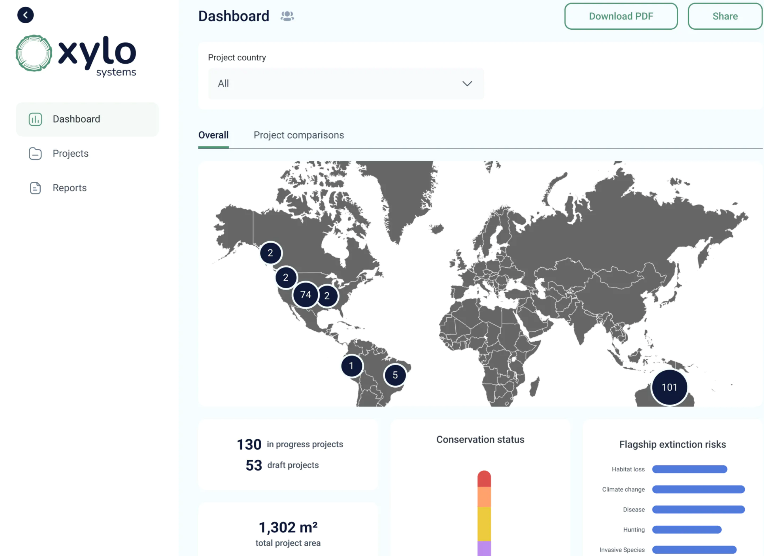 Dashboard
Download PDF
Share
xylo
systems
Project country
All
Dashboard
Projects
Reports
Overall
Project comparisons
2
2
74
2
1
5
101
130 in progress projects
53 draft projects
1,302 m²
total project area
Conservation status
Flagship extinction risks
Habitat loss
Climate change
Disease
Hunting
Invasive Species